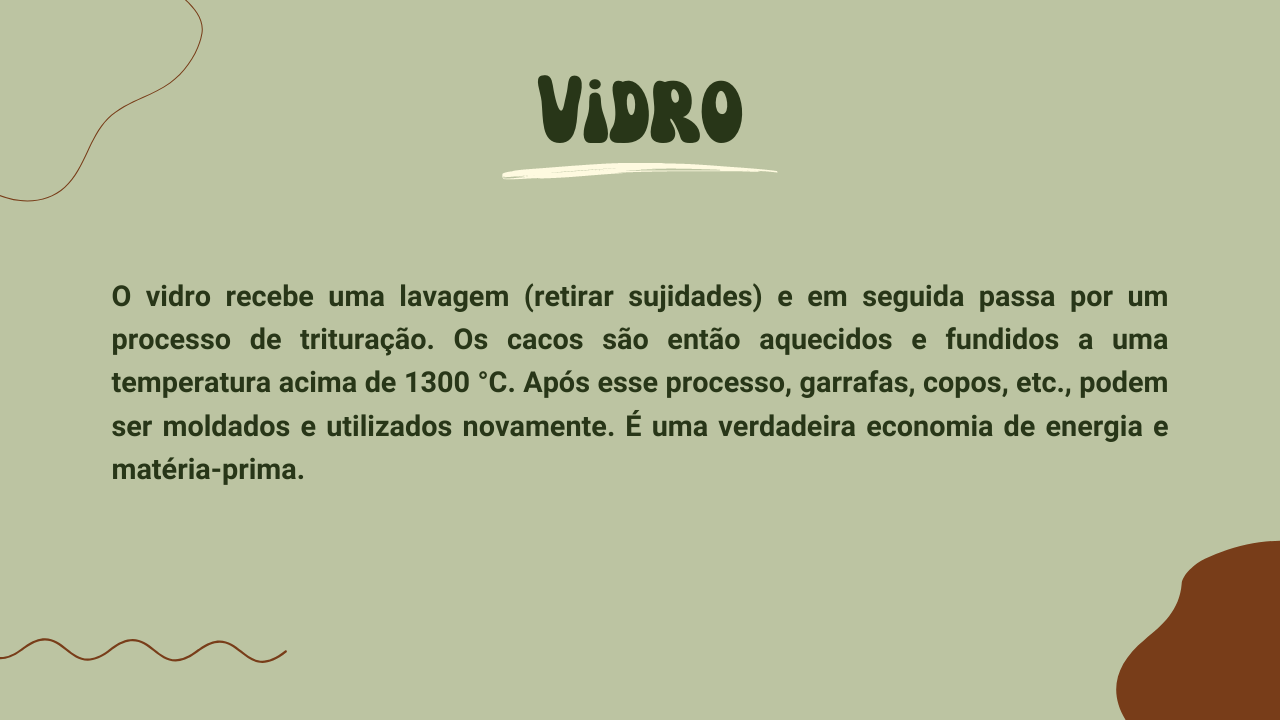 ViDRO
O vidro recebe uma lavagem (retirar sujidades) e em seguida passa por um
processo de trituração. Os cacos são então aquecidos e fundidos a uma
temperatura acima de 1300 °C. Após esse processo, garrafas, copos, etc., podem
ser moldados e utilizados novamente. É uma verdadeira economia de energia e
matéria-prima.